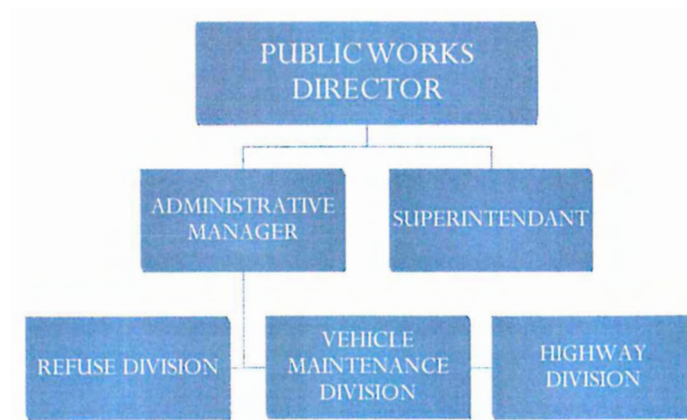 PUBLIC WORKS
DIRECTOR
ADMINISTRATIVE
MANAGER
SUPERINTENDANT
REFUSE DIVISION
VEHICLE
MAINTENANCE
DIVISION
HIGHWAY
DIVISION